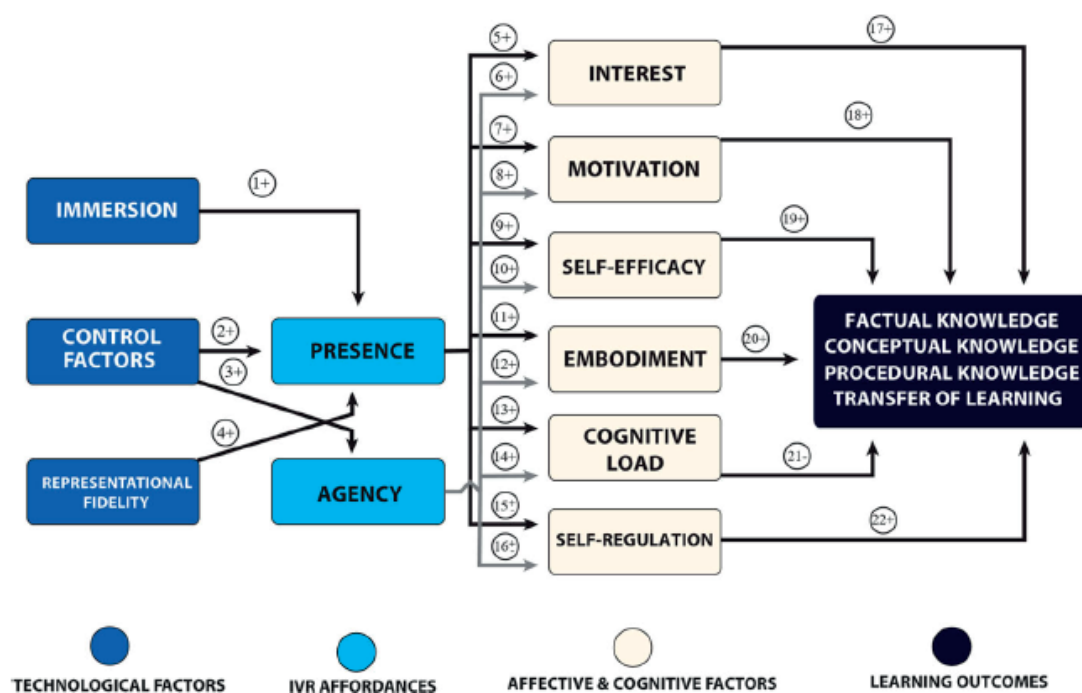 5+
17+
INTEREST
6+
7+
18+
MOTIVATION
8+
1+
IMMERSION
9+
19+
SELF-EFFICACY
10+
11+
FACTUAL KNOWLEDGE
CONTROL
FACTORS
2+
PRESENCE
EMBODIMENT
20+
CONCEPTUAL KNOWLEDGE
PROCEDURAL KNOWLEDGE
TRANSFER OF LEARNING
3+
12+
13+
4+
COGNITIVE
LOAD
14+
21-
REPRESENTATIONAL
FIDELITY
AGENCY
15±
SELF-REGULATION
22+
16±
TECHNOLOGICAL FACTORS
IVR AFFORDANCES
AFFECTIVE & COGNITIVE FACTORS
LEARNING OUTCOMES